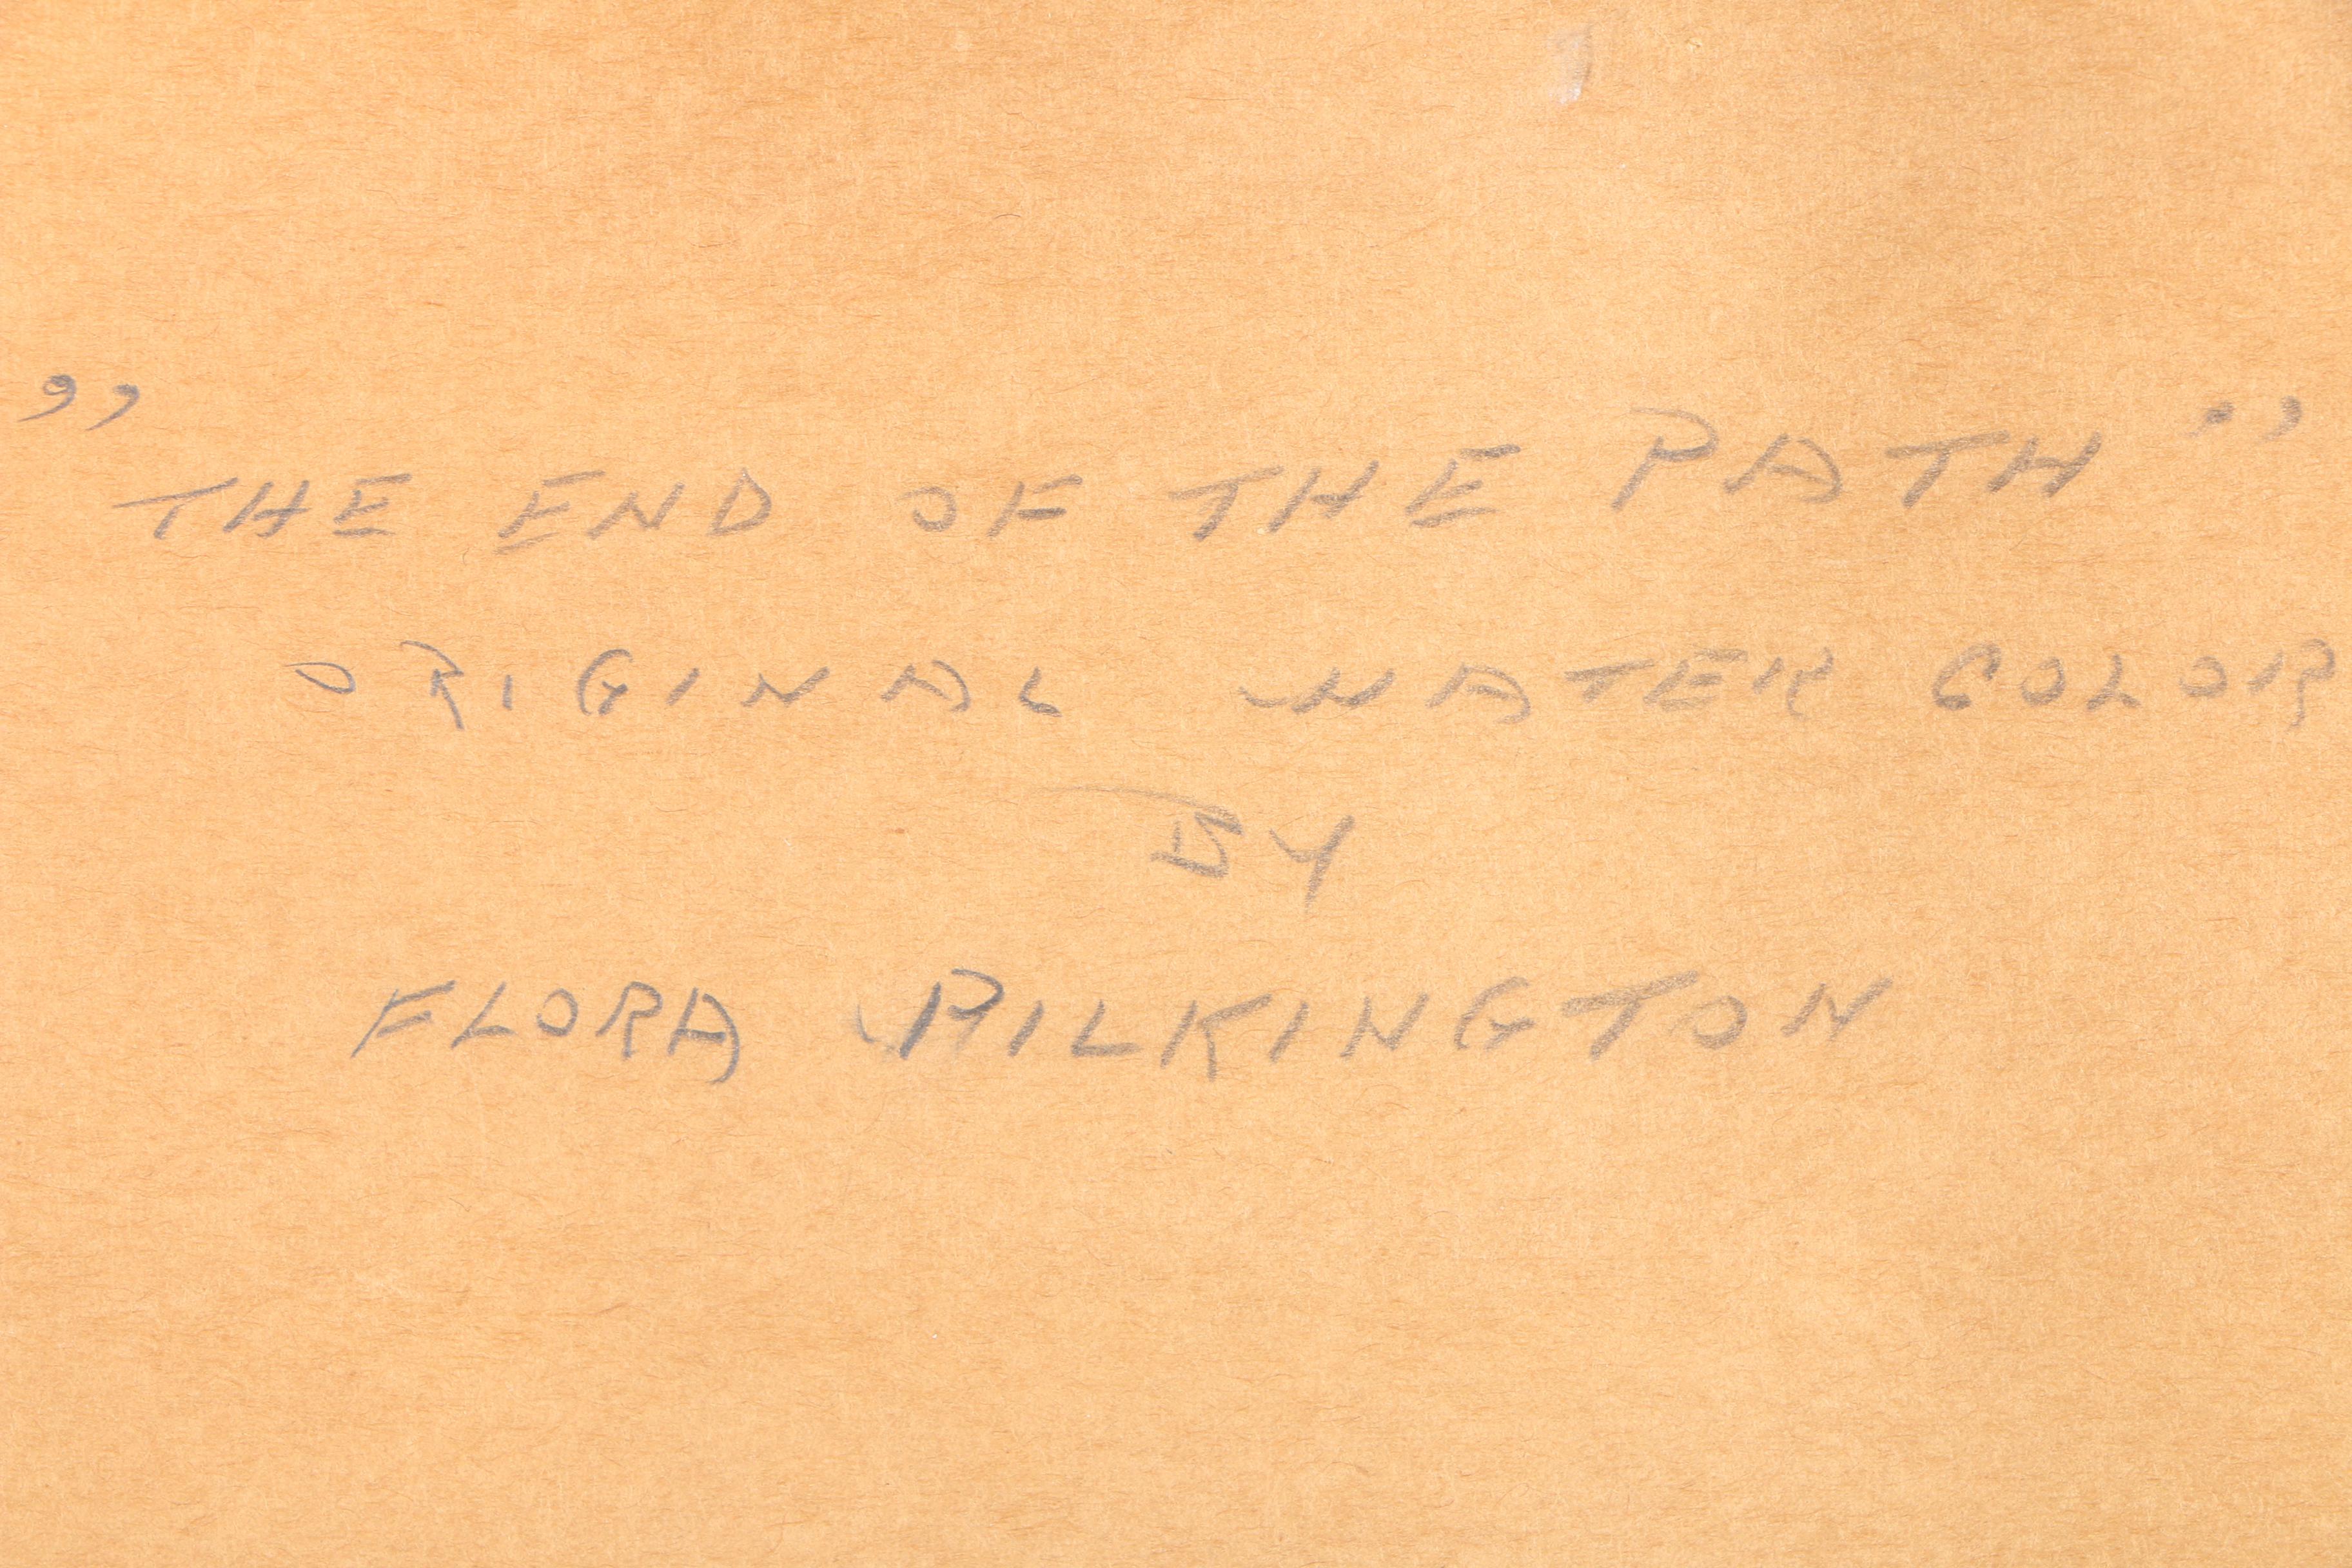 "THE END OF THE PATH"
ORIGINAL WATER COLOR
BY
FLORA PILKINGTON